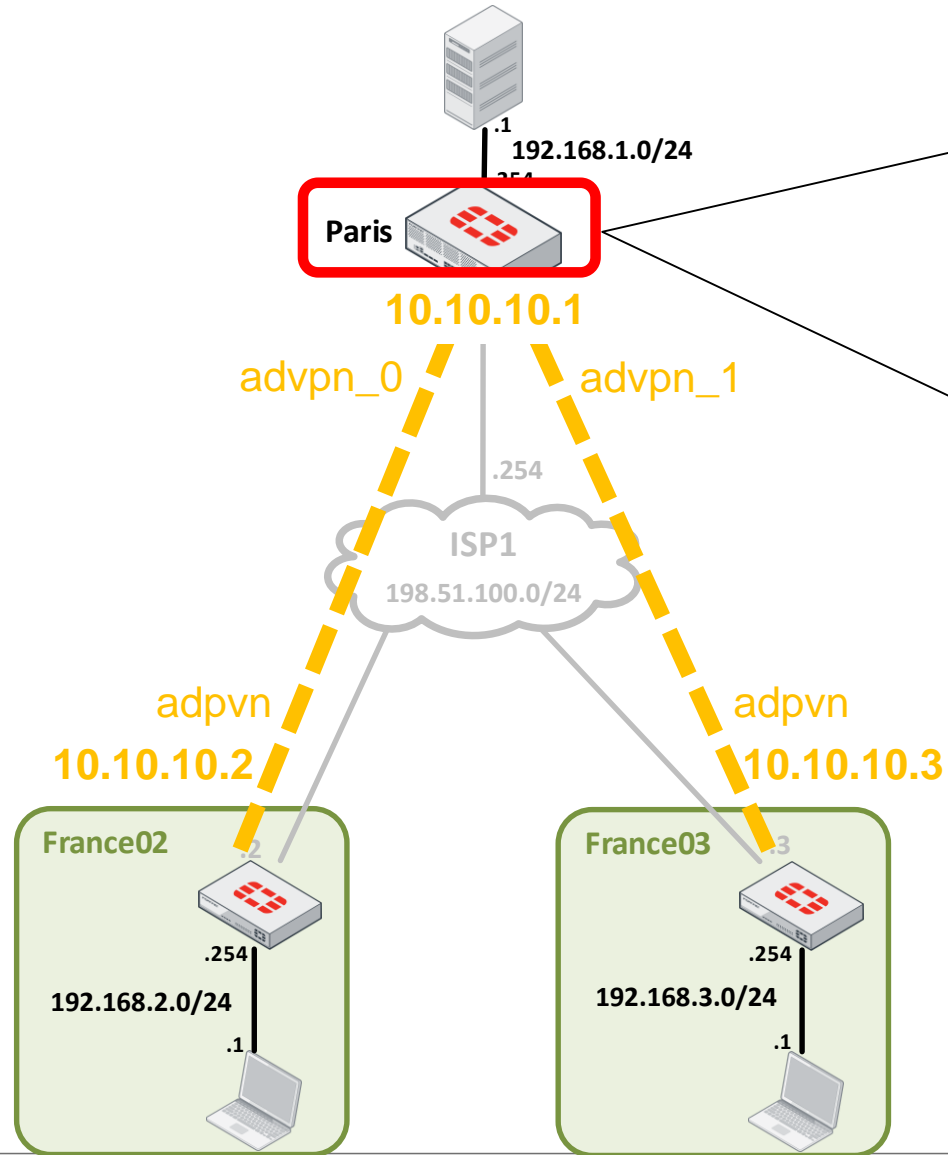 .1
192.168.1.0/24
.254
Paris
10.10.10.1
advpn_0
advpn_1
.254
ISP1
198.51.100.0/24
adpvn
adpvn
10.10.10.2
10.10.10.3
France02
.2
France03
.3
.254
.254
192.168.2.0/24
192.168.3.0/24
.1
.1